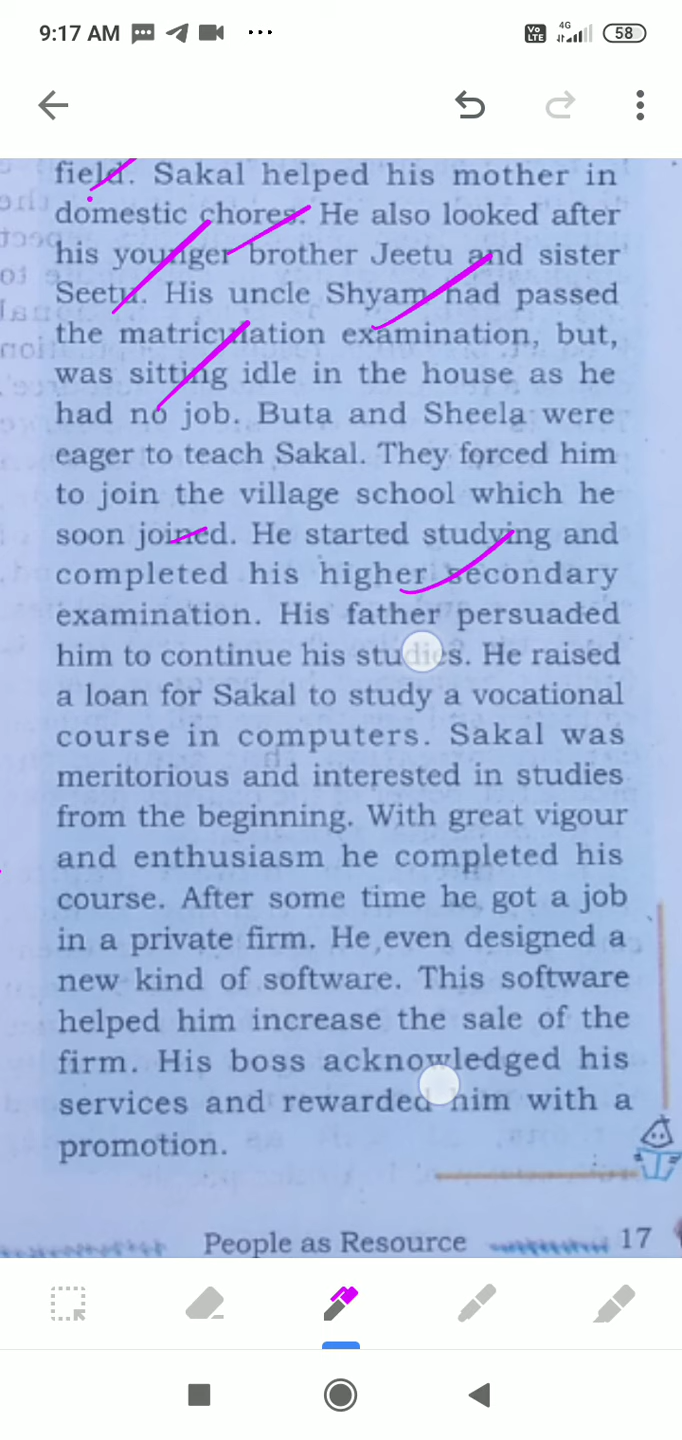 9:17 AM
Vo LTE 4G 58
field. Sakal helped his mother in
domestic chores. He also looked after
his younger brother Jeetu and sister
Seetu. His uncle Shyam had passed
the matriculation examination, but,
was sitting idle in the house as he
had no job. Buta and Sheela were
eager to teach Sakal. They forced him
to join the village school which he
soon joined. He started studying and
completed his higher secondary
examination. His father persuaded
him to continue his studies. He raised
a loan for Sakal to study a vocational
course in computers. Sakal was
meritorious and interested in studies
from the beginning. With great vigour
and enthusiasm he completed his
course. After some time he got a job
in a private firm. He even designed a
new kind of software. This software
helped him increase the sale of the
firm. His boss acknowledged his
services and rewarded him with a
promotion.
People as Resource 17